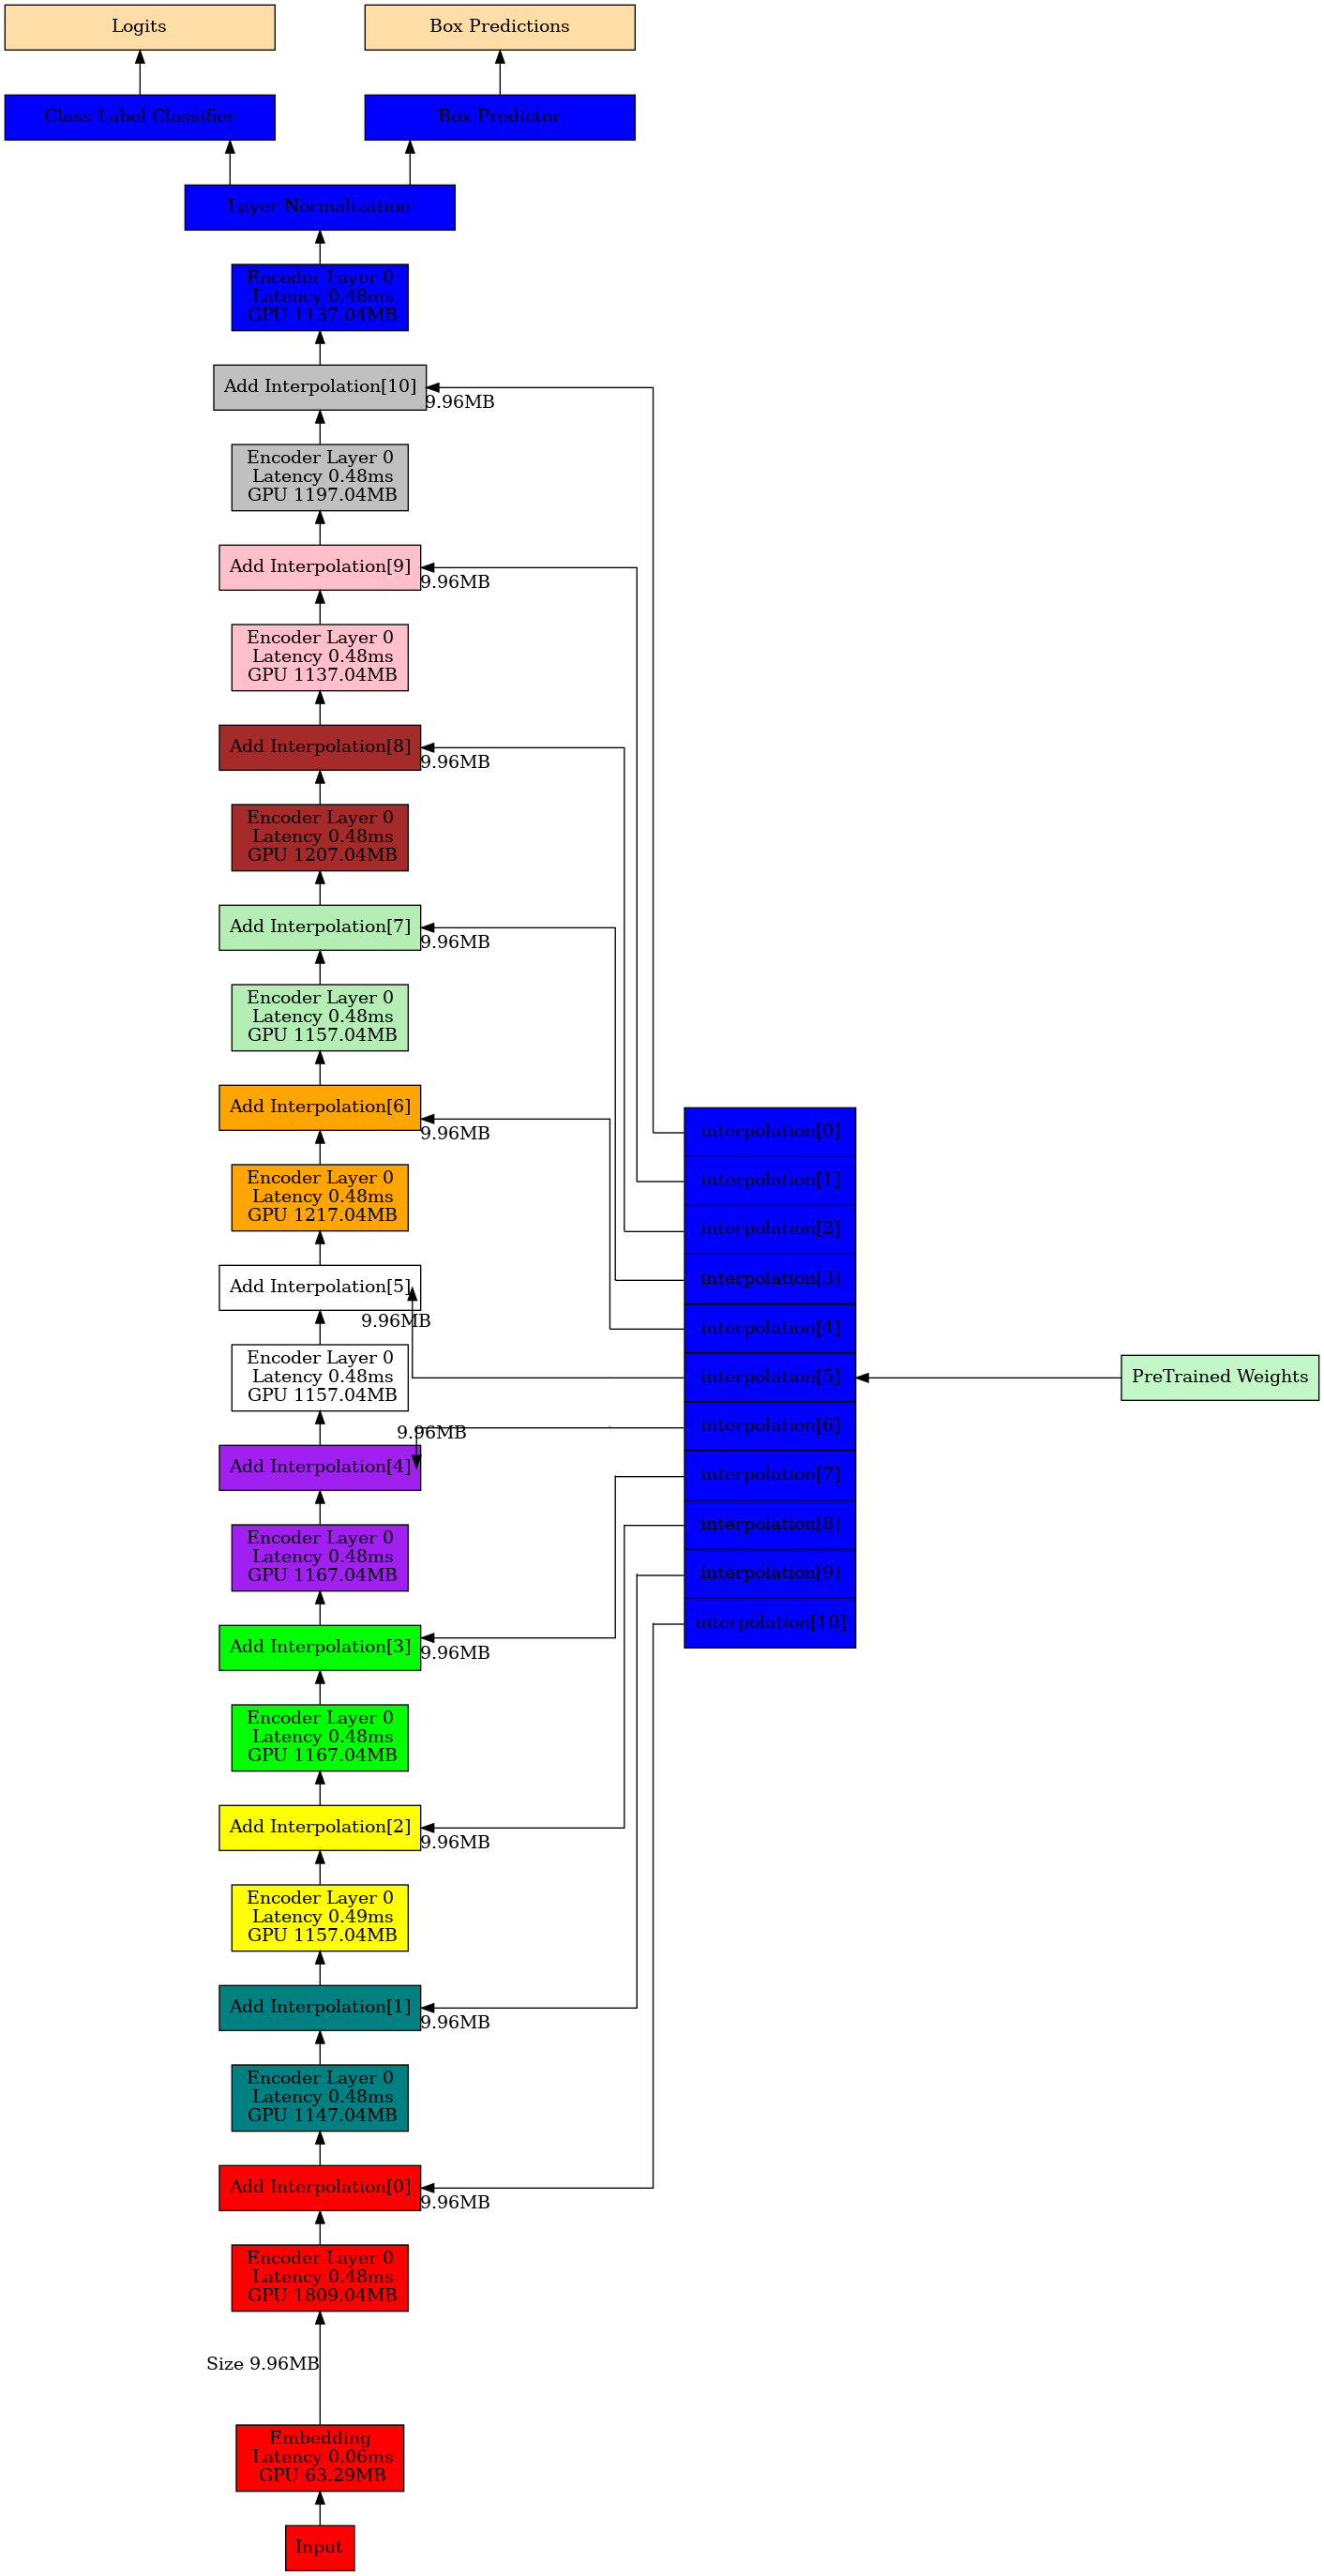 Logits
Box Predictions
Class Label Classifier
Box Predictor
Layer Normalization
Encoder Layer 0
Latency 0.48ms
GPU 1137.04MB
Add Interpolation[10]
9.96MB
Encoder Layer 0
Latency 0.48ms
GPU 1197.04MB
Add Interpolation[9]
9.96MB
Encoder Layer 0
Latency 0.48ms
GPU 1137.04MB
Add Interpolation[8]
9.96MB
Encoder Layer 0
Latency 0.48ms
GPU 1207.04MB
Add Interpolation[7]
9.96MB
Encoder Layer 0
Latency 0.48ms
GPU 1157.04MB
Add Interpolation[6]
9.96MB
Encoder Layer 0
Latency 0.48ms
GPU 1217.04MB
Add Interpolation[5]
9.96MB
Encoder Layer 0
Latency 0.48ms
GPU 1157.04MB
9.96MB
Add Interpolation[4]
Encoder Layer 0
Latency 0.48ms
GPU 1167.04MB
Add Interpolation[3]
9.96MB
Encoder Layer 0
Latency 0.48ms
GPU 1167.04MB
Add Interpolation[2]
9.96MB
Encoder Layer 0
Latency 0.49ms
GPU 1157.04MB
Add Interpolation[1]
9.96MB
Encoder Layer 0
Latency 0.48ms
GPU 1147.04MB
Add Interpolation[0]
9.96MB
Encoder Layer 0
Latency 0.48ms
GPU 1809.04MB
Size 9.96MB
Embedding
Latency 0.06ms
GPU 63.29MB
Input
interpolation[0]
interpolation[1]
interpolation[2]
interpolation[3]
interpolation[4]
interpolation[5]
interpolation[6]
interpolation[7]
interpolation[8]
interpolation[9]
interpolation[10]
PreTrained Weights